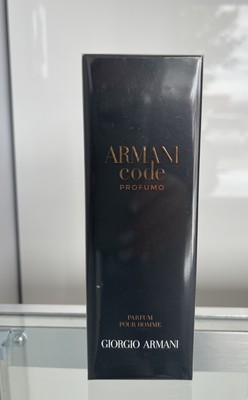 ARMANI
code
PROFUMO
PARFUM
POUR HOMME
GIORGIO ARMANI